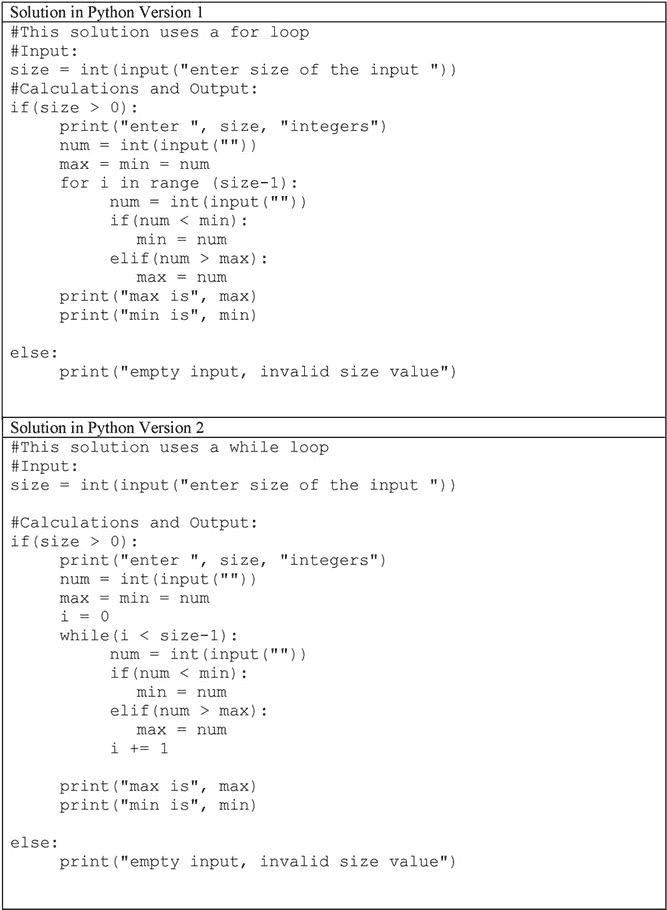 Solution in Python Version 1
#This solution uses a for loop
#Input:
size = int(input("enter size of the input "))
#Calculations and Output:
if(size > 0):
     print("enter ", size, "integers")
     num = int(input(""))
     max = min = num
     for i in range (size-1):
          num = int(input(""))
          if(num < min):
             min = num
          elif(num > max):
             max = num
     print("max is", max)
     print("min is", min)
else:
     print("empty input, invalid size value")
Solution in Python Version 2
#This solution uses a while loop
#Input:
size = int(input("enter size of the input "))
#Calculations and Output:
if(size > 0):
     print("enter ", size, "integers")
     num = int(input(""))
     max = min = num
     i = 0
     while(i < size-1):
          num = int(input(""))
          if(num < min):
             min = num
          elif(num > max):
             max = num
          i += 1
     print("max is", max)
     print("min is", min)
else:
     print("empty input, invalid size value")